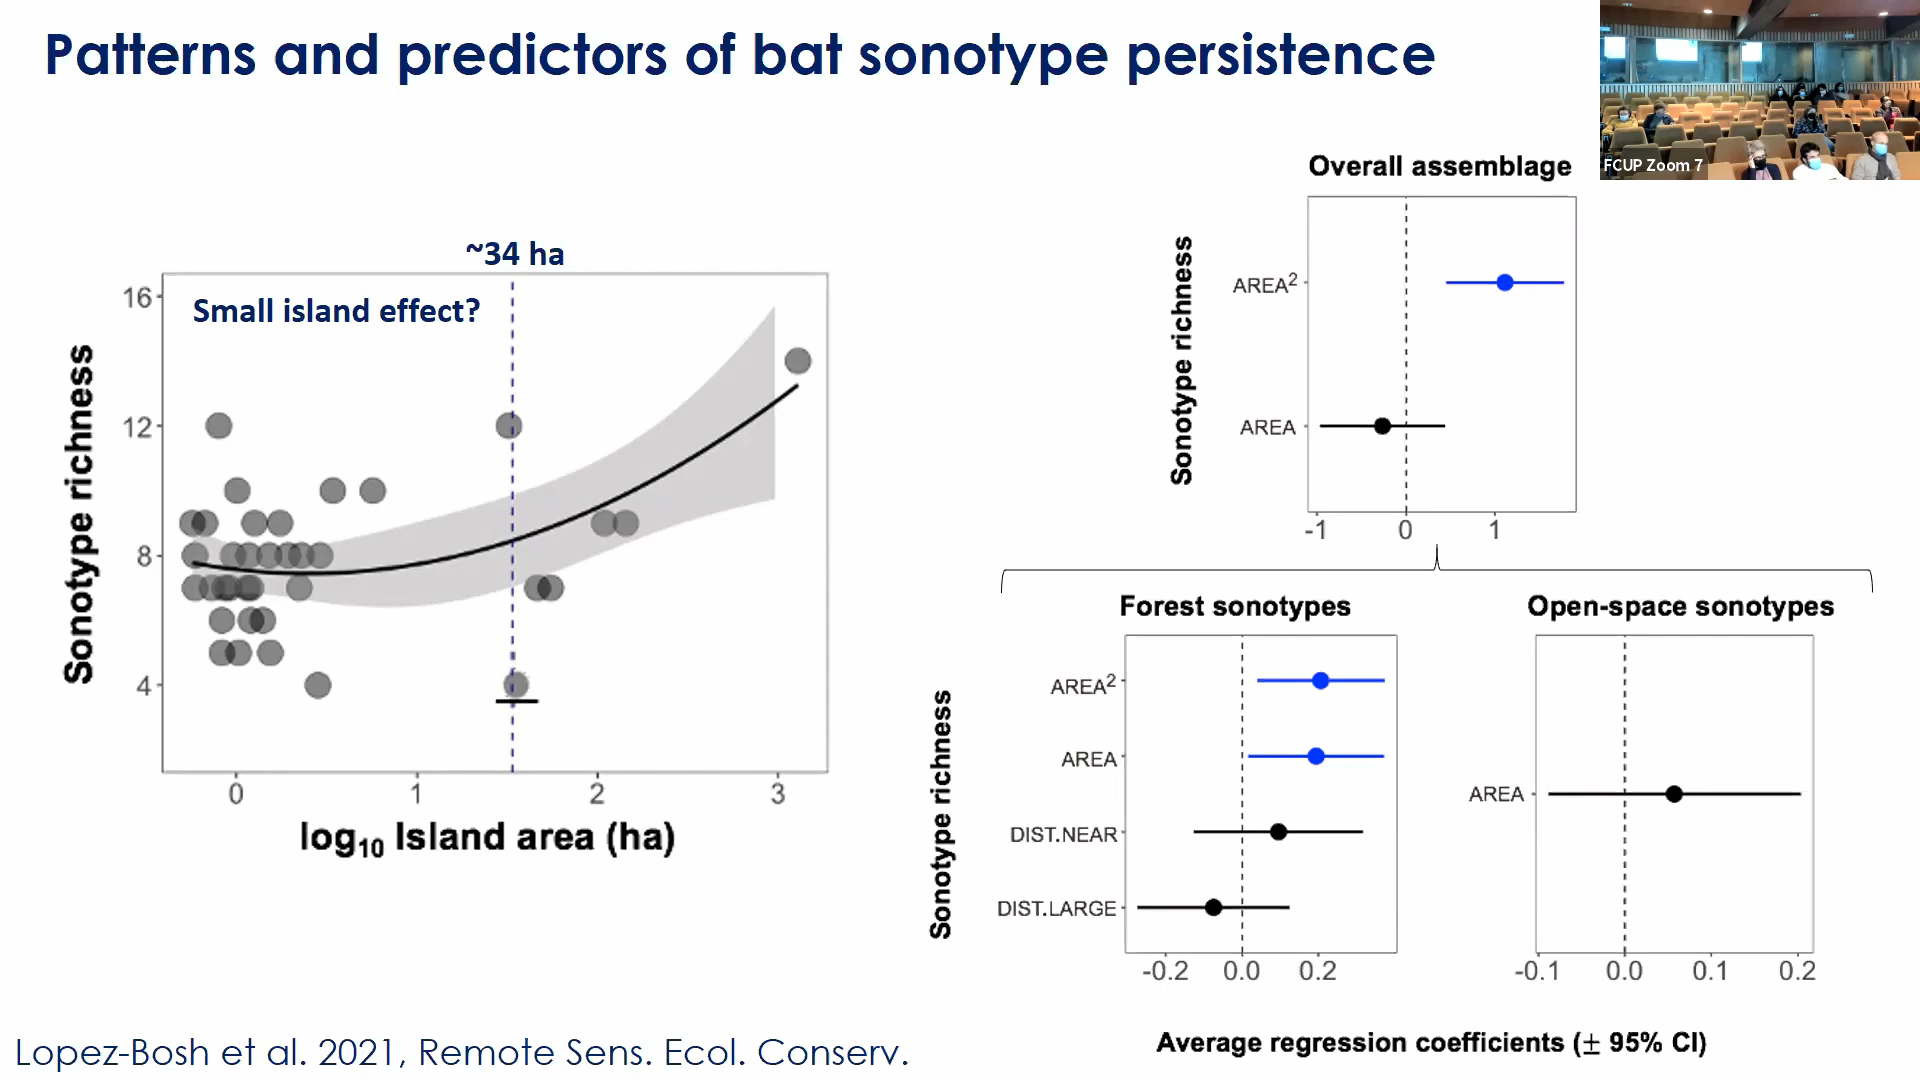 Patterns and predictors of bat sonotype persistence
FCUP Zoom 7
~34 ha
Small island effect?
16
12
8
4
Sonotype richness
0 1 2 3
log₁₀ Island area (ha)
Overall assemblage
Sonotype richness
AREA²
AREA
-1 0 1
Forest sonotypes
Sonotype richness
AREA²
AREA
DIST.NEAR
DIST.LARGE
-0.2 0.0 0.2
Open-space sonotypes
AREA
-0.1 0.0 0.1 0.2
Average regression coefficients (± 95% CI)
Lopez-Bosh et al. 2021, Remote Sens. Ecol. Conserv.